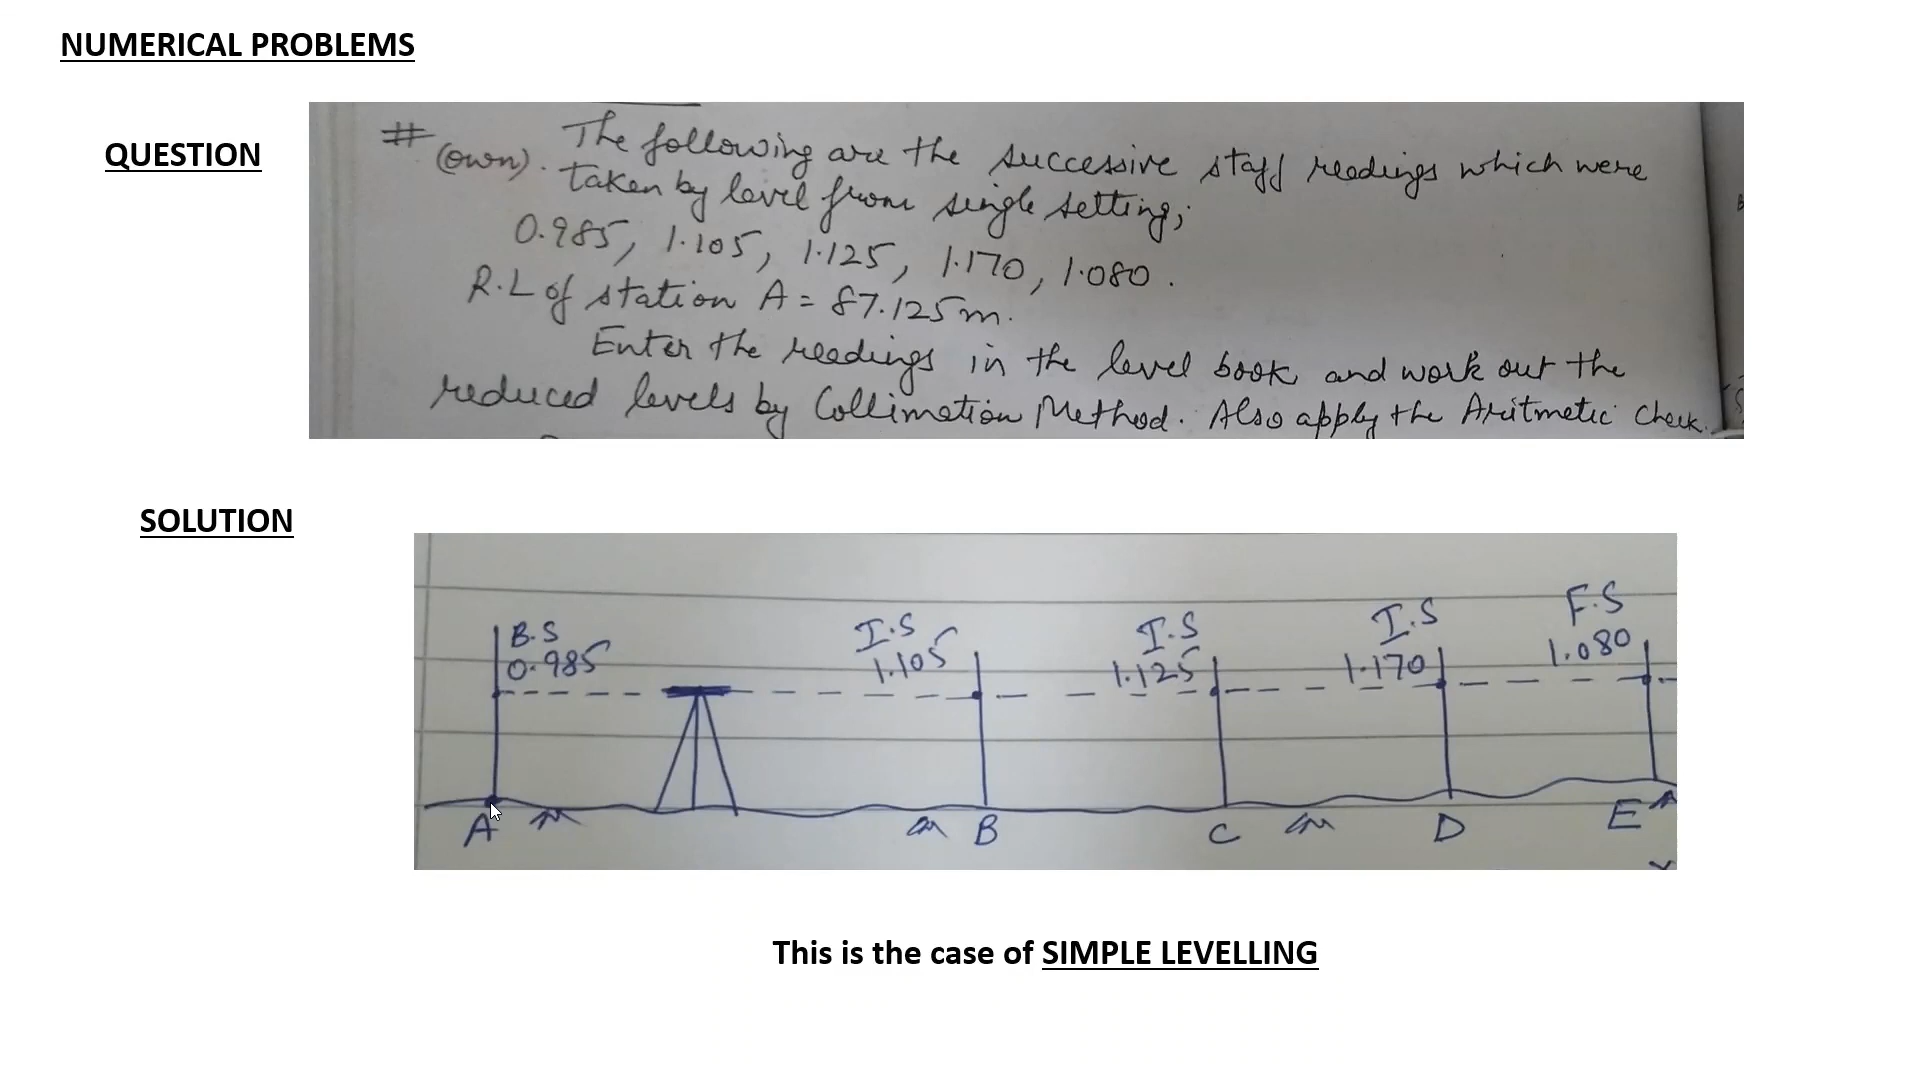 NUMERICAL PROBLEMS
QUESTION
# (own). The following are the successive staff readings which were
taken by level from single setting;
0.985, 1.105, 1.125, 1.170, 1.080.
R.L of station A = 87.125m.
Enter the readings in the level book and work out the
reduced levels by Collimation Method. Also apply the Aritmetic check.
SOLUTION
B.S I.S I.S I.S F.S
0.985 1.105 1.125 1.170 1.080
A B C D E
This is the case of SIMPLE LEVELLING